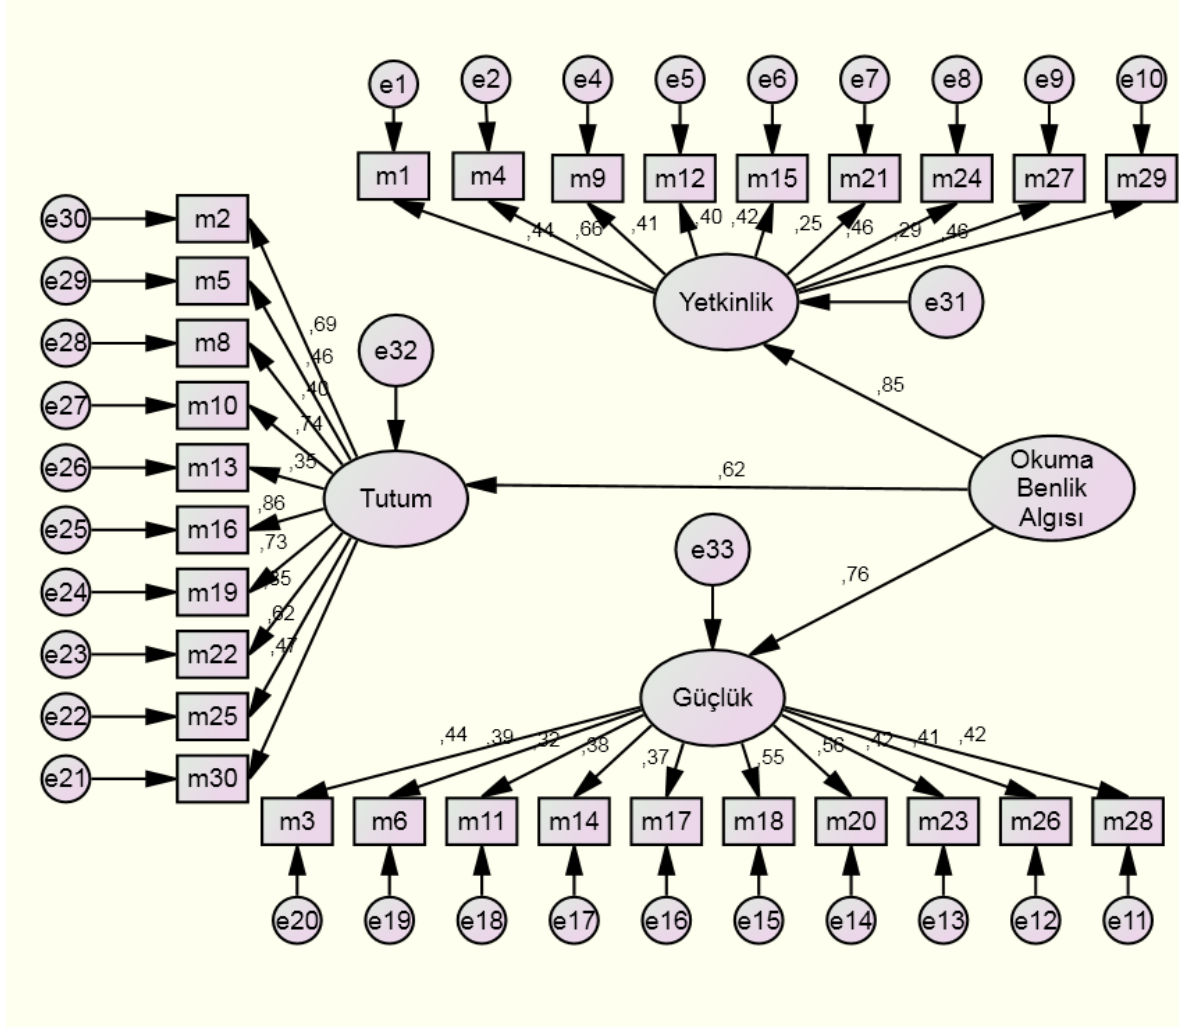 e1 e2 e4 e5 e6 e7 e8 e9 e10
m1 m4 m9 m12 m15 m21 m24 m27 m29
,44 ,66 ,41 ,40 ,42 ,25 ,46 ,29 ,46
Yetkinlik
e31
e30 m2
e29 m5
e28 m8
e27 m10
e26 m13
e25 m16
e24 m19
e23 m22
e22 m25
e21 m30
,69
,46
,40
,74
,35
,86
,73
,35
,62
,47
e32
Tutum
,85
,62
,76
Okuma
Benlik
Algısı
e33
Güçlük
,44 ,39 ,32 ,38 ,37 ,55 ,56 ,42 ,41 ,42
m3 m6 m11 m14 m17 m18 m20 m23 m26 m28
e20 e19 e18 e17 e16 e15 e14 e13 e12 e11